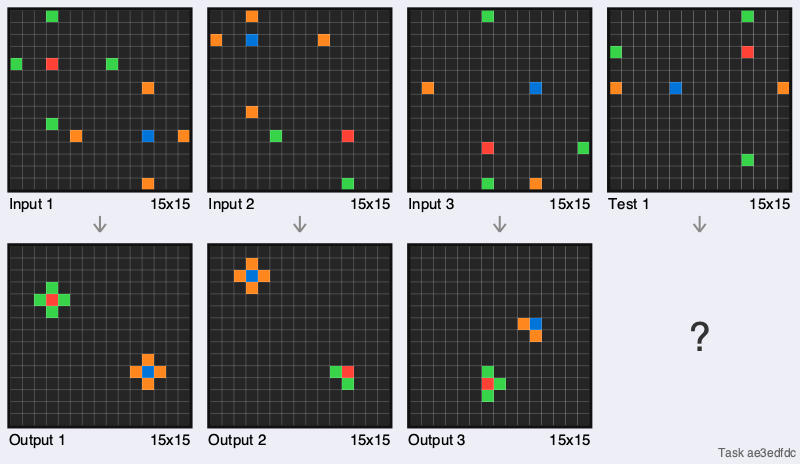 Input 1 15x15 Input 2 15x15 Input 3 15x15 Test 1 15x15
?
Output 1 15x15 Output 2 15x15 Output 3 15x15
Task ae3edfdc